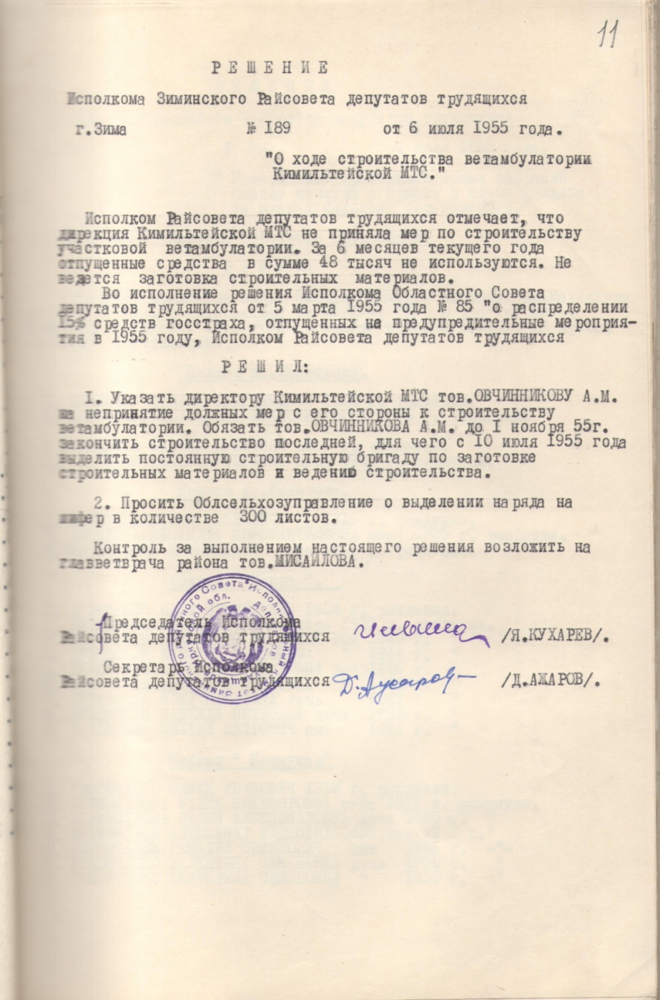 11
Р Е Ш Е Н И Е
Исполкома Зиминского Райсовета депутатов трудящихся
г.Зима № 189 от 6 июля 1955 года.
"О ходе строительства ветамбулатории
Кимильтейской МТС."
Исполком Райсовета депутатов трудящихся отмечает, что
дирекция Кимильтейской МТС не приняла мер по строительству
участковой ветамбулатории. За 6 месяцев текущего года
отпущенные средства в сумме 48 тысяч не используются. Не
ведется заготовка строительных материалов.
Во исполнение решения Исполкома Областного Совета
депутатов трудящихся от 5 марта 1955 года № 85 "о распределении
15% средств госстраха, отпущенных на предупредительные мероприя-
тия в 1955 году, Исполком Райсовета депутатов трудящихся
Р Е Ш И Л:
1. Указать директору Кимильтейской МТС тов.ОВЧИННИКОВУ А.М.
на непринятие должных мер с его стороны к строительству
ветамбулатории. Обязать тов.ОВЧИННИКОВА А.М. до 1 ноября 55г.
закончить строительство последней, для чего с 10 июля 1955 года
выделить постоянную строительную бригаду по заготовке
строительных материалов и ведению строительства.
2. Просить Облсельхозуправление о выделении наряда на
шифер в количестве 300 листов.
Контроль за выполнением настоящего решения возложить на
главветврача района тов.МИСАИЛОВА.
Председатель Исполкома
Райсовета депутатов трудящихся /Я.КУХАРЕВ/.
Секретарь Исполкома
Райсовета депутатов трудящихся /Д.АЖАРОВ/.